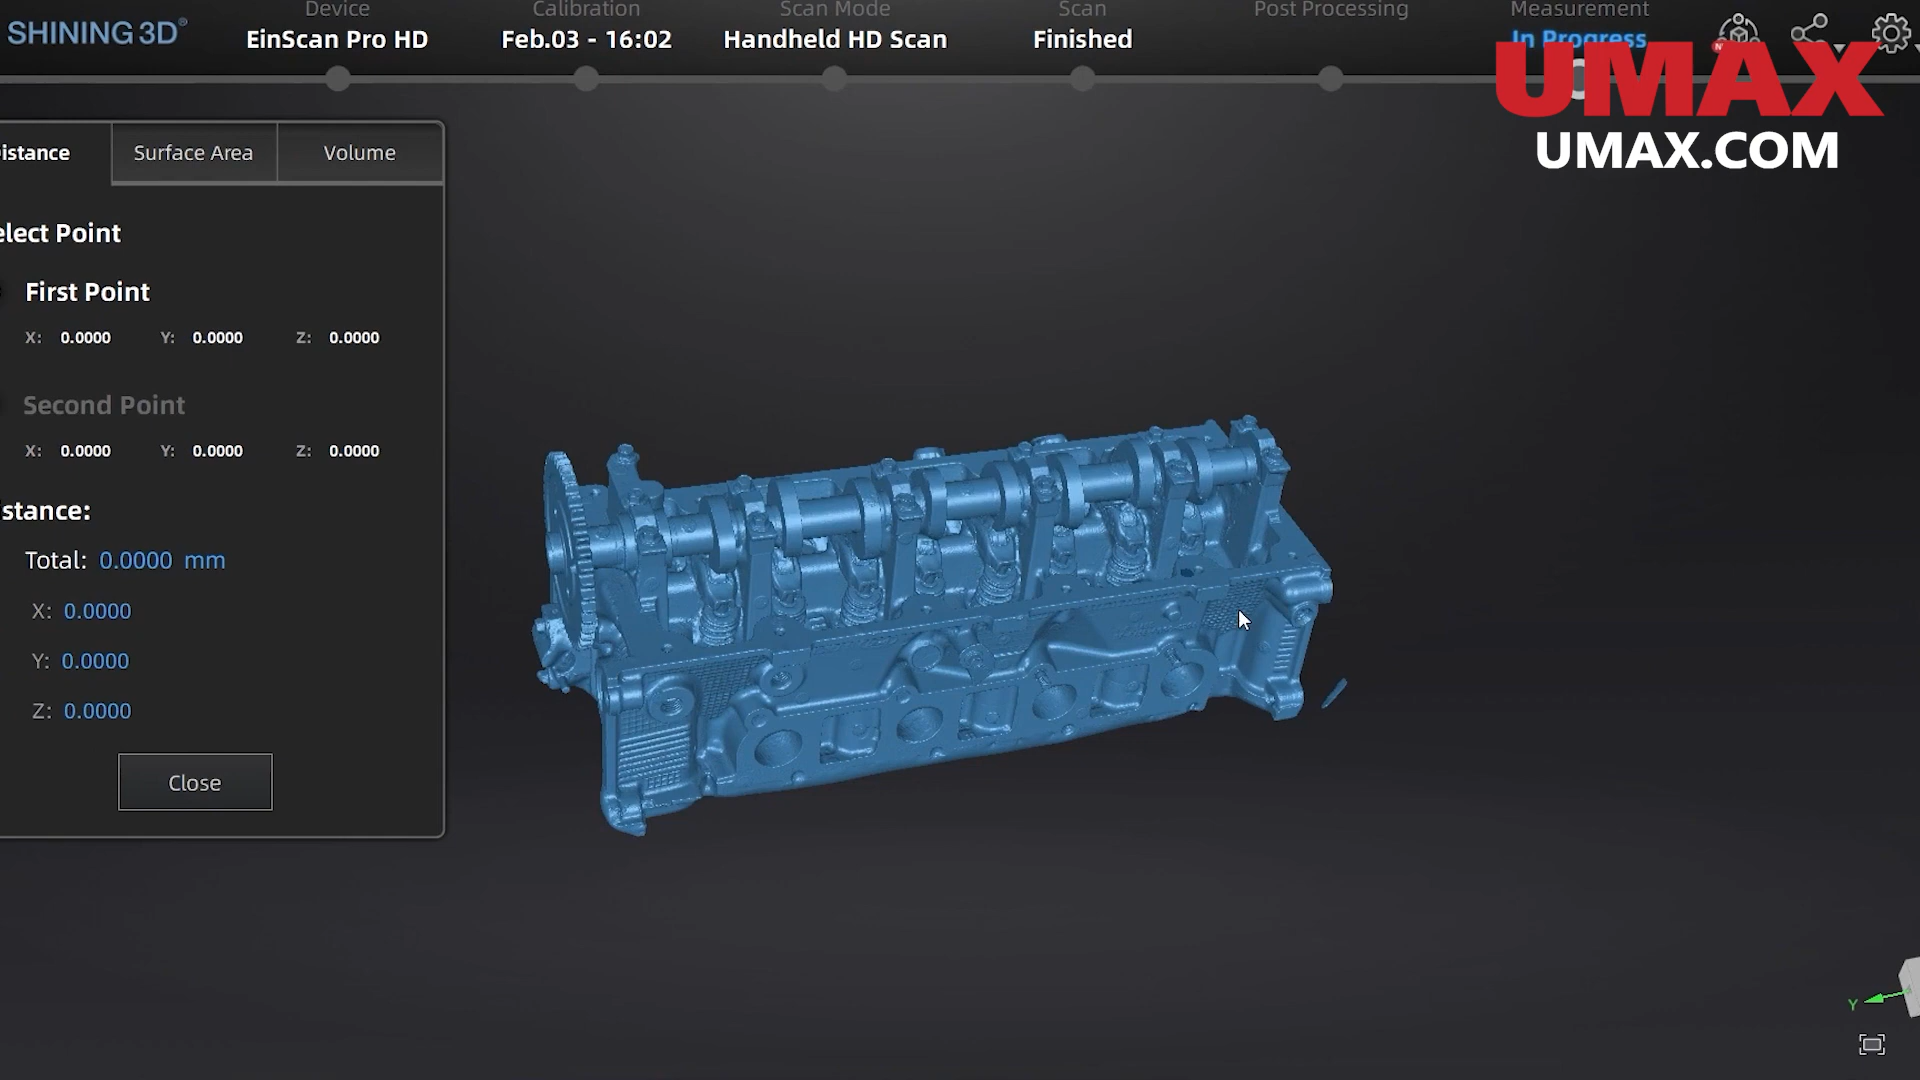 SHINING 3D®
Device
EinScan Pro HD
Calibration
Feb.03 - 16:02
Scan Mode
Handheld HD Scan
Scan
Finished
Post Processing
Measurement
In Progress
UMAX
UMAX.COM
istance
Surface Area
Volume
elect Point
First Point
X: 0.0000 Y: 0.0000 Z: 0.0000
Second Point
X: 0.0000 Y: 0.0000 Z: 0.0000
stance:
Total: 0.0000 mm
X: 0.0000
Y: 0.0000
Z: 0.0000
Close
Y